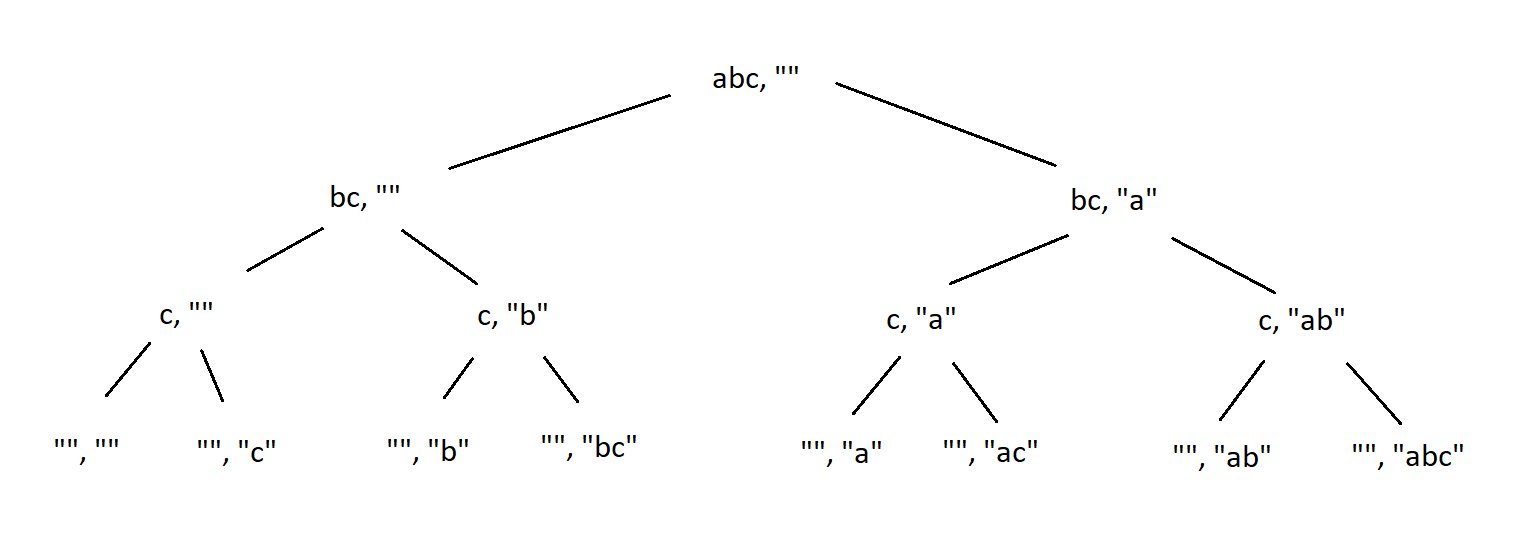 abc, ""
bc, "" bc, "a"
c, "" c, "b" c, "a" c, "ab"
"", "" "", "c" "", "b" "", "bc" "", "a" "", "ac" "", "ab" "", "abc"